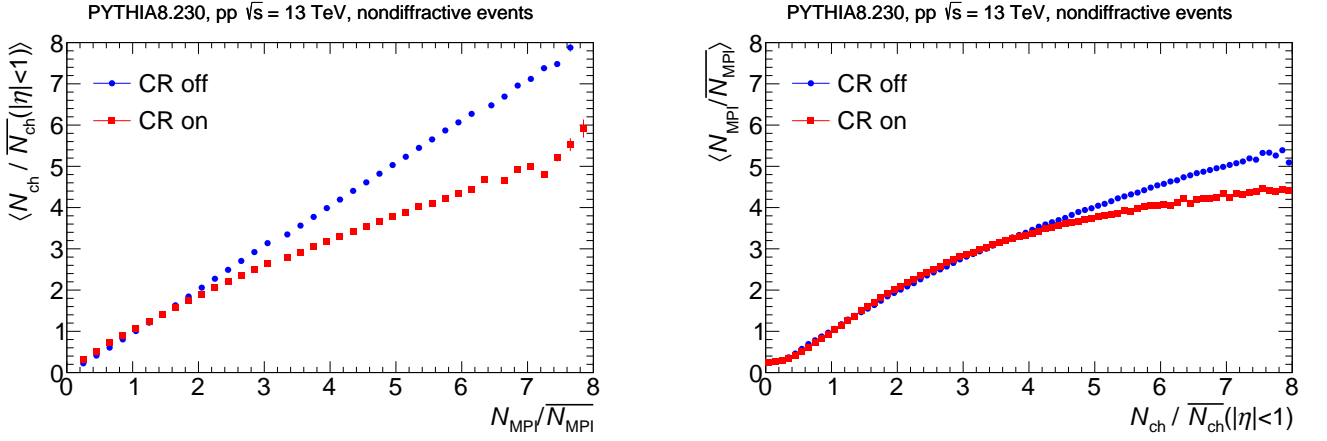 PYTHIA8.230, pp √s = 13 TeV, nondiffractive events
⟨N_ch / \overline{N_ch}(|η|<1)⟩
8
7
6
5
4
3
2
1
0
CR off
CR on
0 1 2 3 4 5 6 7 8
N_MPI/\overline{N_MPI}
PYTHIA8.230, pp √s = 13 TeV, nondiffractive events
⟨N_MPI/\overline{N_MPI}⟩
8
7
6
5
4
3
2
1
0
CR off
CR on
0 1 2 3 4 5 6 7 8
N_ch / \overline{N_ch}(|η|<1)